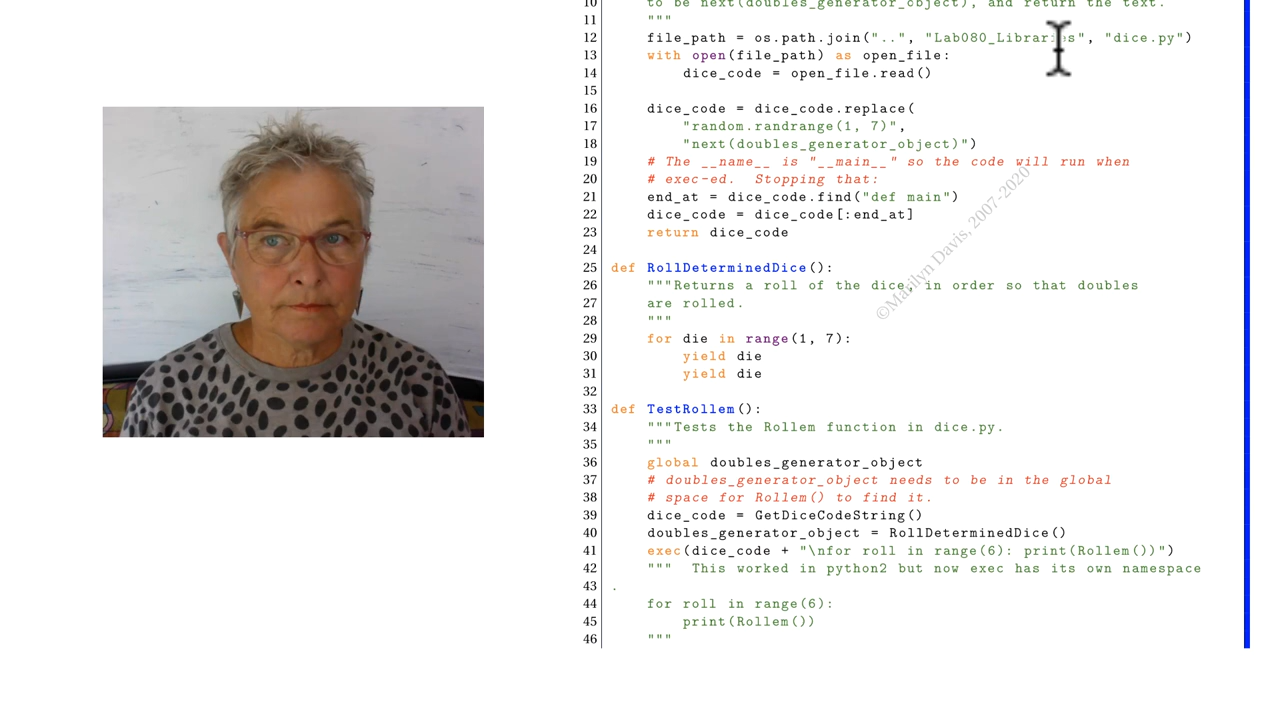 10 to be next(doubles_generator_object), and return the text.
11 """
12 file_path = os.path.join("..", "Lab080_Libraries", "dice.py")
13 with open(file_path) as open_file:
14 dice_code = open_file.read()
15
16 dice_code = dice_code.replace(
17 "random.randrange(1, 7)",
18 "next(doubles_generator_object)")
19 # The __name__ is "__main__" so the code will run when
20 # exec-ed. Stopping that:
21 end_at = dice_code.find("def main")
22 dice_code = dice_code[:end_at]
23 return dice_code
24
25 def RollDeterminedDice():
26 """Returns a roll of the dice, in order so that doubles
27 are rolled.
28 """
29 for die in range(1, 7):
30 yield die
31 yield die
32
33 def TestRollem():
34 """Tests the Rollem function in dice.py.
35 """
36 global doubles_generator_object
37 # doubles_generator_object needs to be in the global
38 # space for Rollem() to find it.
39 dice_code = GetDiceCodeString()
40 doubles_generator_object = RollDeterminedDice()
41 exec(dice_code + "\nfor roll in range(6): print(Rollem())")
42 """ This worked in python2 but now exec has its own namespace
43 .
44 for roll in range(6):
45 print(Rollem())
46 """
©Marilyn Davis, 2007-2020